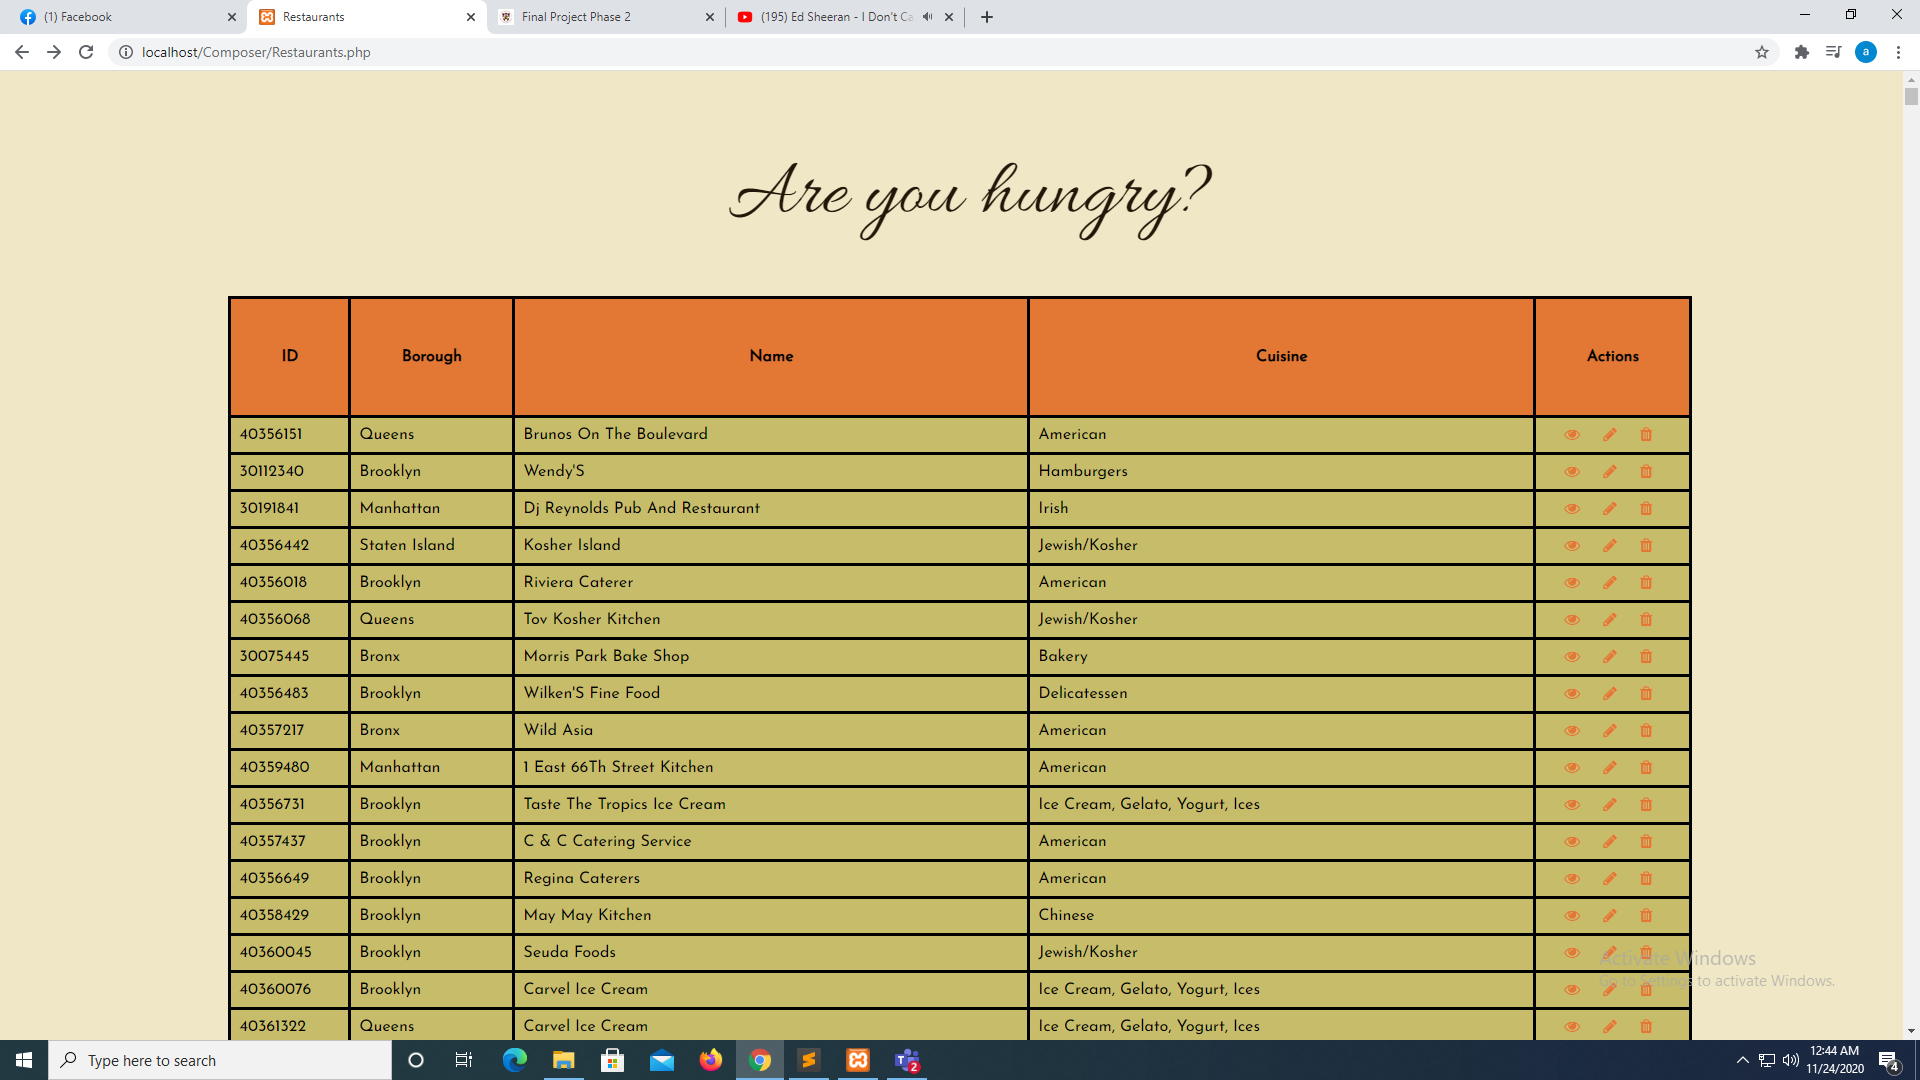 (1) Facebook
Restaurants
Final Project Phase 2
(195) Ed Sheeran - I Don't Ca
localhost/Composer/Restaurants.php
a
Are you hungry?
ID Borough Name Cuisine Actions
40356151 Queens Brunos On The Boulevard American
30112340 Brooklyn Wendy'S Hamburgers
30191841 Manhattan Dj Reynolds Pub And Restaurant Irish
40356442 Staten Island Kosher Island Jewish/Kosher
40356018 Brooklyn Riviera Caterer American
40356068 Queens Tov Kosher Kitchen Jewish/Kosher
30075445 Bronx Morris Park Bake Shop Bakery
40356483 Brooklyn Wilken'S Fine Food Delicatessen
40357217 Bronx Wild Asia American
40359480 Manhattan 1 East 66Th Street Kitchen American
40356731 Brooklyn Taste The Tropics Ice Cream Ice Cream, Gelato, Yogurt, Ices
40357437 Brooklyn C & C Catering Service American
40356649 Brooklyn Regina Caterers American
40358429 Brooklyn May May Kitchen Chinese
40360045 Brooklyn Seuda Foods Jewish/Kosher
40360076 Brooklyn Carvel Ice Cream Ice Cream, Gelato, Yogurt, Ices
40361322 Queens Carvel Ice Cream Ice Cream, Gelato, Yogurt, Ices
Activate Windows
Go to Settings to activate Windows.
Type here to search
2
12:44 AM
11/24/2020
4